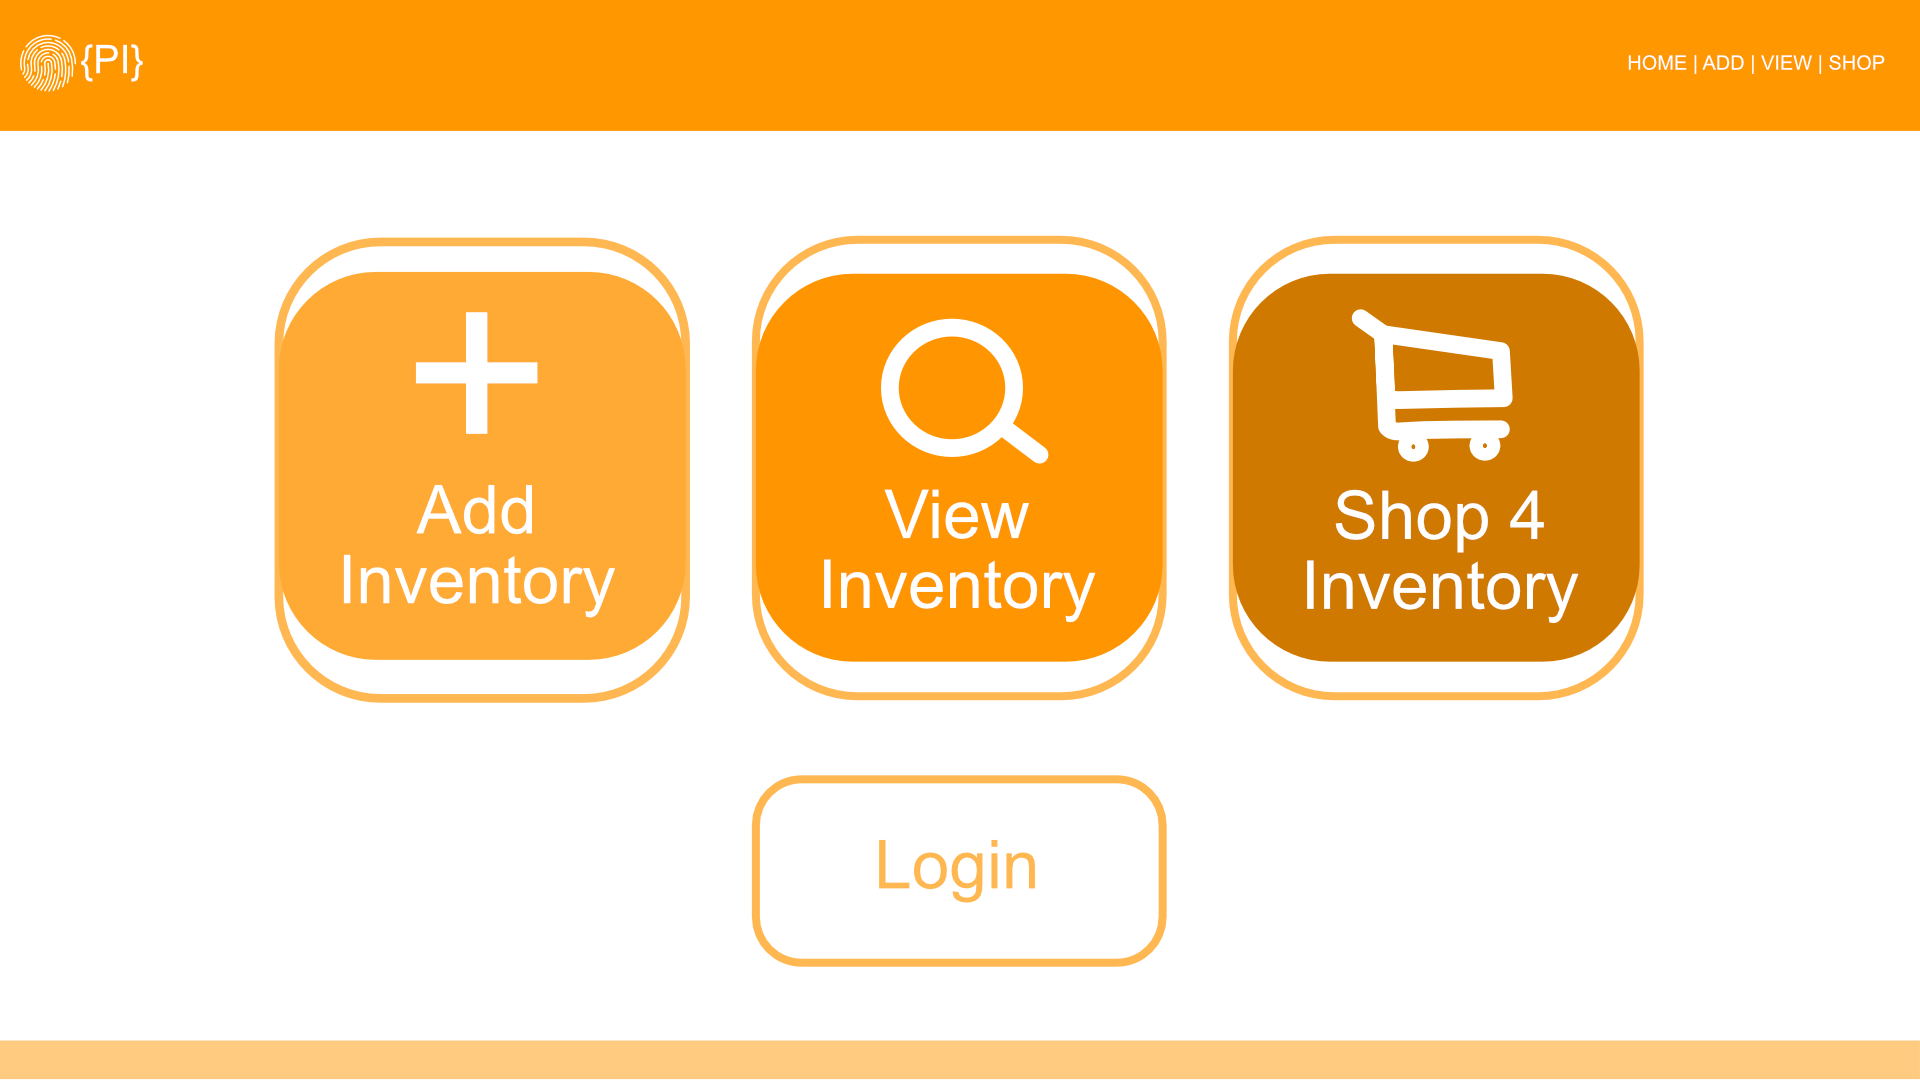 {PI}
HOME | ADD | VIEW | SHOP
Add
Inventory
View
Inventory
Shop 4
Inventory
Login